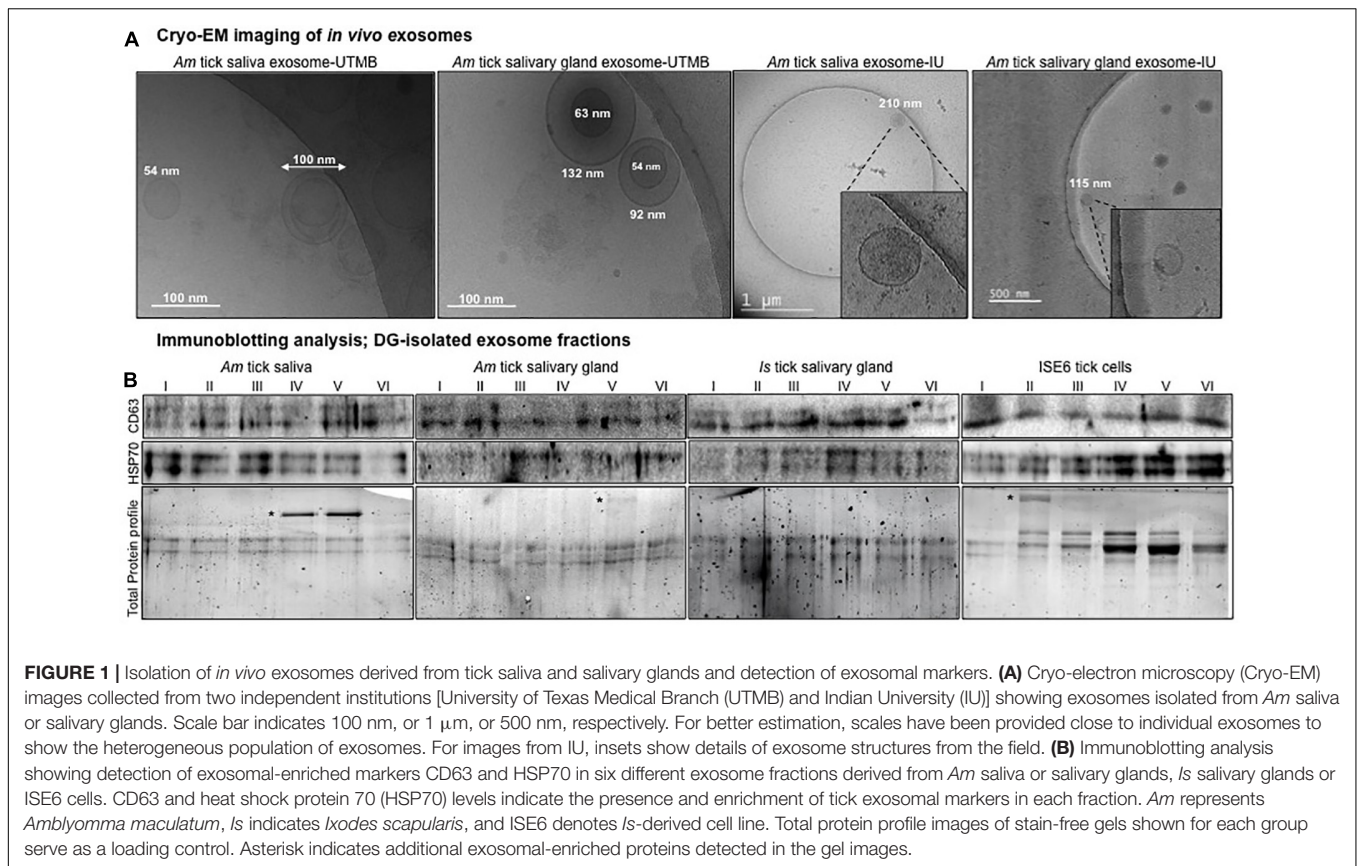 A Cryo-EM imaging of in vivo exosomes
Am tick saliva exosome-UTMB
Am tick salivary gland exosome-UTMB
Am tick saliva exosome-IU
Am tick salivary gland exosome-IU
54 nm
100 nm
100 nm
63 nm
132 nm
54 nm
92 nm
100 nm
210 nm
1 μm
115 nm
500 nm
Immunoblotting analysis; DG-isolated exosome fractions
B
Am tick saliva
Am tick salivary gland
Is tick salivary gland
ISE6 tick cells
I II III IV V VI
I II III IV V VI
I II III IV V VI
I II III IV V VI
CD63
HSP70
Total Protein profile
*
*
*
FIGURE 1 | Isolation of in vivo exosomes derived from tick saliva and salivary glands and detection of exosomal markers. (A) Cryo-electron microscopy (Cryo-EM)
images collected from two independent institutions [University of Texas Medical Branch (UTMB) and Indian University (IU)] showing exosomes isolated from Am saliva
or salivary glands. Scale bar indicates 100 nm, or 1 μm, or 500 nm, respectively. For better estimation, scales have been provided close to individual exosomes to
show the heterogeneous population of exosomes. For images from IU, insets show details of exosome structures from the field. (B) Immunoblotting analysis
showing detection of exosomal-enriched markers CD63 and HSP70 in six different exosome fractions derived from Am saliva or salivary glands, Is salivary glands or
ISE6 cells. CD63 and heat shock protein 70 (HSP70) levels indicate the presence and enrichment of tick exosomal markers in each fraction. Am represents
Amblyomma maculatum, Is indicates Ixodes scapularis, and ISE6 denotes Is-derived cell line. Total protein profile images of stain-free gels shown for each group
serve as a loading control. Asterisk indicates additional exosomal-enriched proteins detected in the gel images.